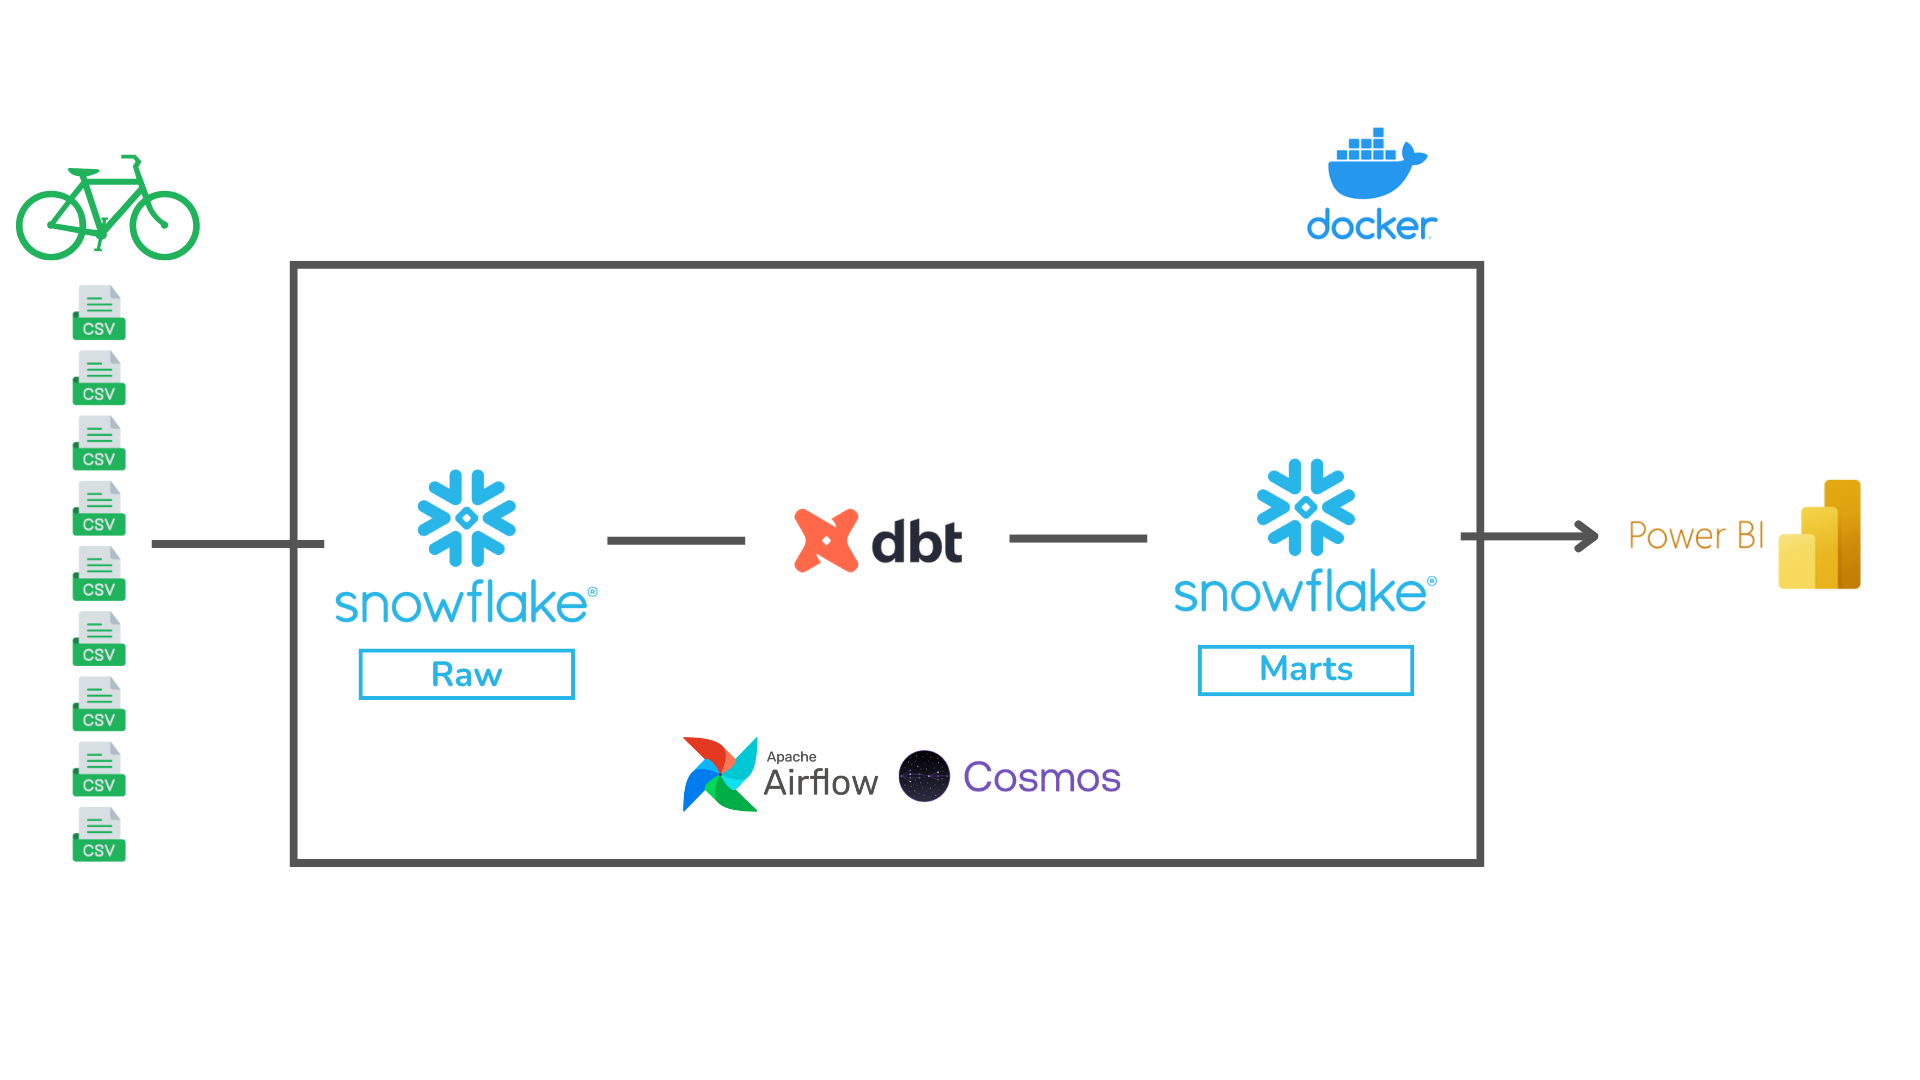 docker
CSV
CSV
CSV
CSV
CSV
CSV
CSV
CSV
CSV
snowflake®
Raw
dbt
snowflake®
Marts
Apache
Airflow
Cosmos
Power BI